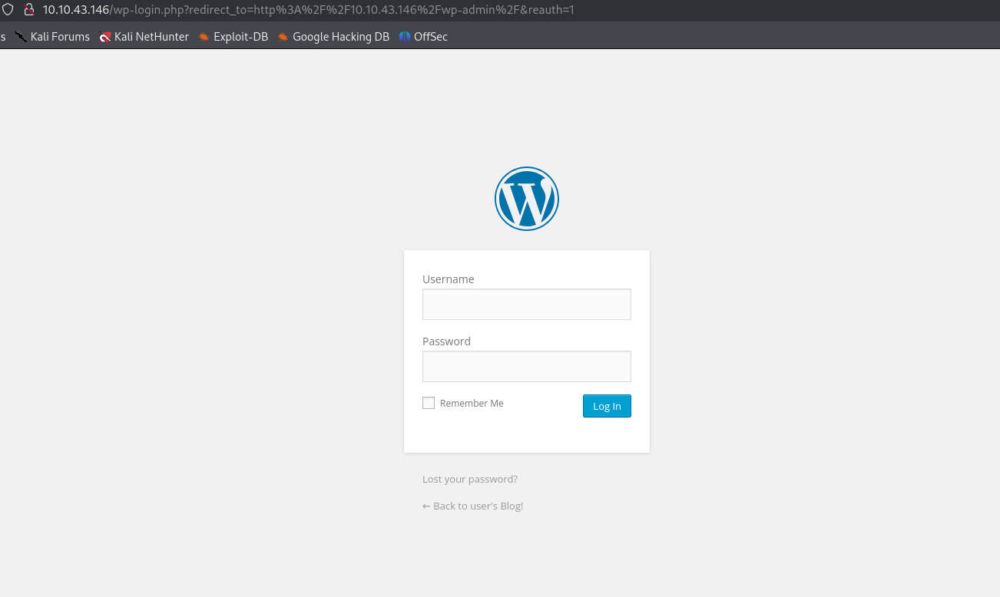 10.10.43.146/wp-login.php?redirect_to=http%3A%2F%2F10.10.43.146%2Fwp-admin%2F&reauth=1
s Kali Forums Kali NetHunter Exploit-DB Google Hacking DB OffSec
Username
Password
Remember Me Log In
Lost your password?
← Back to user's Blog!